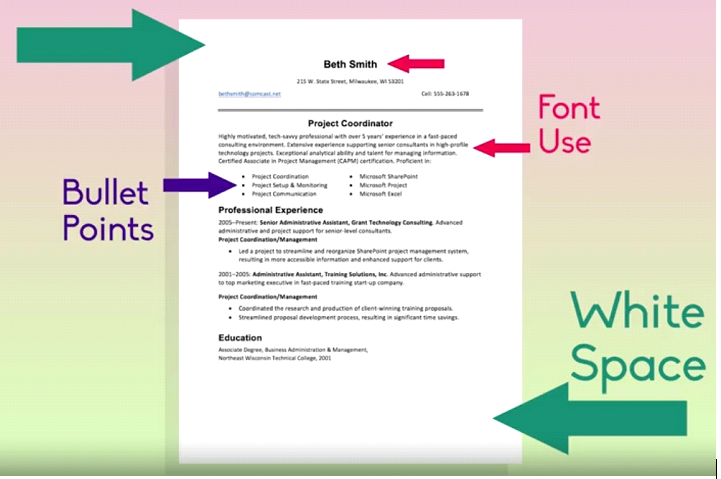 Beth Smith
215 W. State Street, Milwaukee, WI 53201
bethsmith@comcast.net Cell: 555-263-1678
Project Coordinator
Highly motivated, tech-savvy professional with over 5 years' experience in a fast-paced
consulting environment. Extensive experience supporting senior consultants in high-profile
technology projects. Exceptional analytical ability and talent for managing information.
Certified Associate in Project Management (CAPM) certification. Proficient in:
• Project Coordination • Microsoft SharePoint
• Project Setup & Monitoring • Microsoft Project
• Project Communication • Microsoft Excel
Professional Experience
2005–Present: Senior Administrative Assistant, Grant Technology Consulting. Advanced
administrative and project support for senior-level consultants.
Project Coordination/Management
• Led a project to streamline and reorganize SharePoint project management system,
resulting in more accessible information and enhanced support for clients.
2001–2005: Administrative Assistant, Training Solutions, Inc. Advanced administrative support
to top marketing executive in fast-paced training start-up company.
Project Coordination/Management
• Coordinated the research and production of client-winning training proposals.
• Streamlined proposal development process, resulting in significant time savings.
Education
Associate Degree, Business Administration & Management,
Northeast Wisconsin Technical College, 2001
Font
Use
Bullet
Points
White
Space